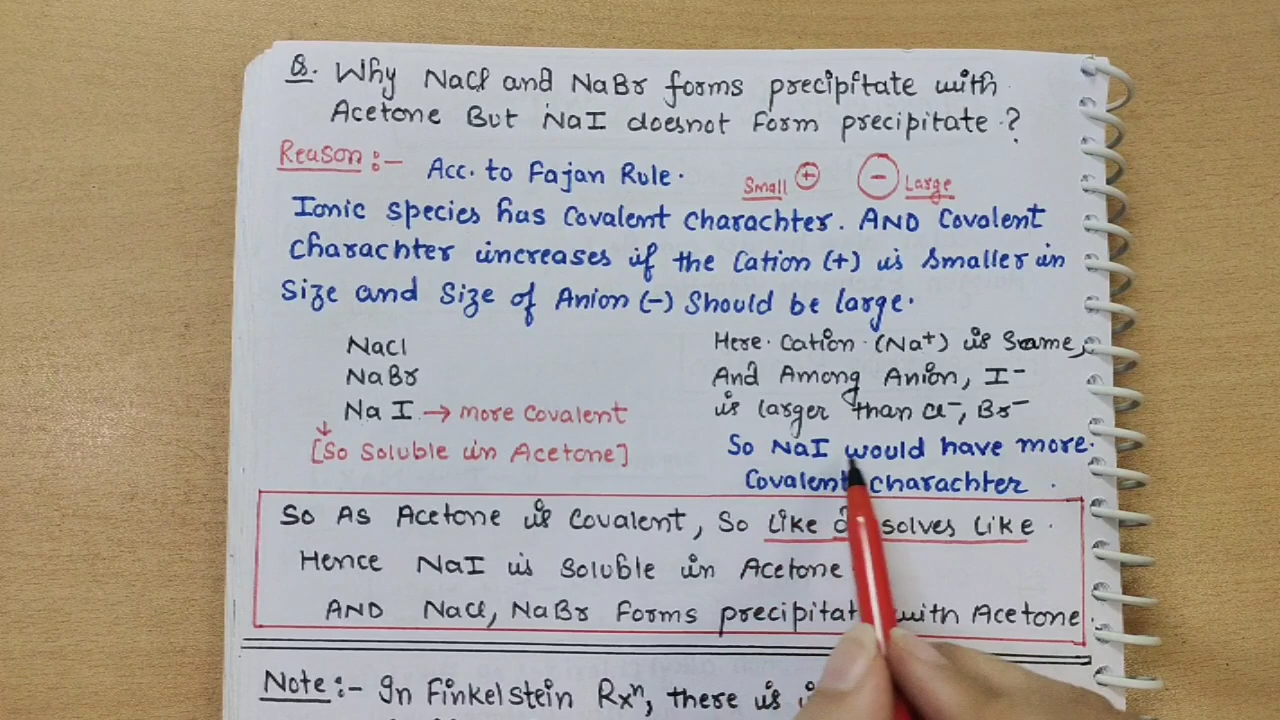 Q. Why NaCl and NaBr forms precipitate with
Acetone But NaI doesnot Form precipitate ?
Reason :- Acc. to Fajan Rule.
Small + - Large
Ionic species has Covalent charachter. AND Covalent
charachter increases if the Cation (+) is smaller in
size and size of Anion (-) should be large.
NaCl
NaBr
NaI → more Covalent
↓
[So Soluble in Acetone]
Here Cation (Na+) is same,
And Among Anion, I-
is larger than Cl-, Br-
So NaI would have more
Covalent charachter.
So As Acetone is Covalent, So Like solves Like.
Hence NaI is Soluble in Acetone
AND NaCl, NaBr Forms with Acetone.
Note :- In Finkelstein Rxn, there is